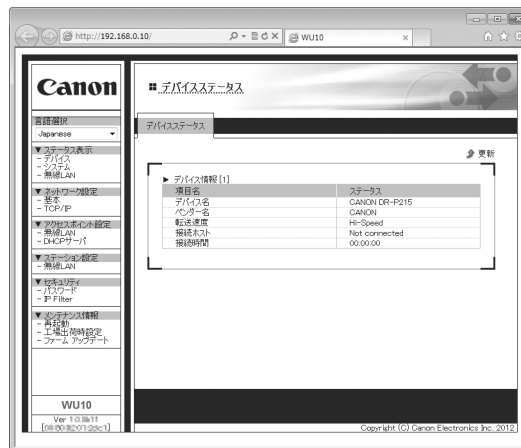 http://192.168.0.10/
WU10
Canon
デバイスステータス
言語選択
Japanese
デバイスステータス
▼ ステータス表示
- デバイス
- システム
- 無線LAN
▼ ネットワーク設定
- 基本
- TCP/IP
▼ アクセスポイント設定
- 無線LAN
- DHCPサーバ
▼ ステーション設定
- 無線LAN
▼ セキュリティ
- パスワード
- IP Filter
▼ メンテナンス情報
- 再起動
- 工場出荷時設定
- ファーム アップデート
更新
▶ デバイス情報[1]
項目名 ステータス
デバイス名 CANON DR-P215
ベンダー名 CANON
転送速度 Hi-Speed
接続ホスト Not connected
接続時間 00:00:00
WU10
Ver
Copyright (C) Canon Electronics Inc. 2012